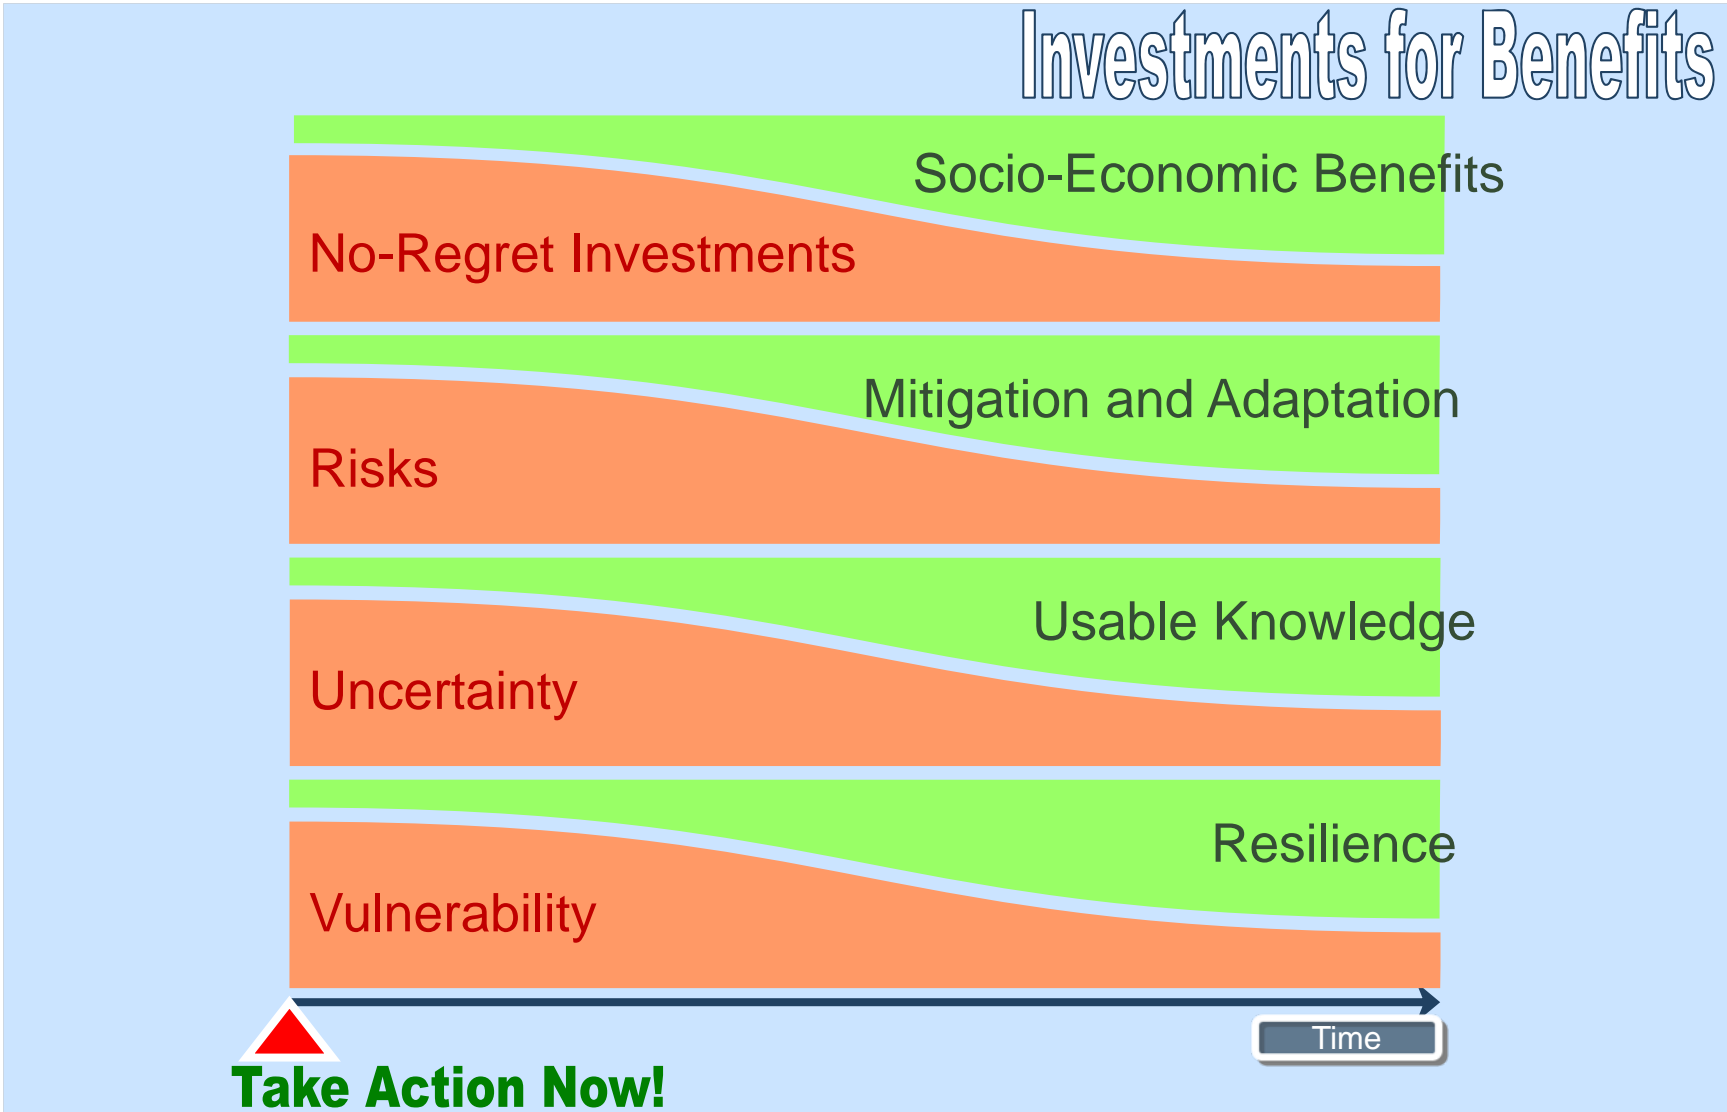 Investments for Benefits
Socio-Economic Benefits
No-Regret Investments
Mitigation and Adaptation
Risks
Usable Knowledge
Uncertainty
Resilience
Vulnerability
Time
Take Action Now!